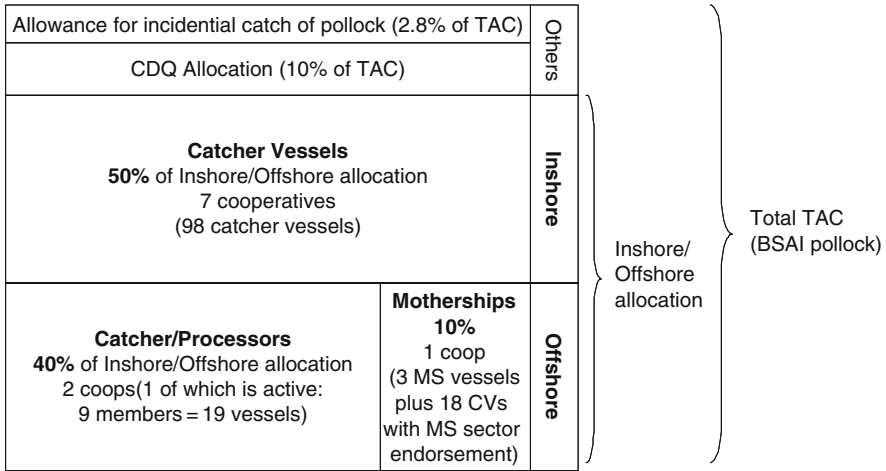 Allowance for incidential catch of pollock (2.8% of TAC)
CDQ Allocation (10% of TAC)
Others
Catcher Vessels
50% of Inshore/Offshore allocation
7 cooperatives
(98 catcher vessels)
Inshore
Catcher/Processors
40% of Inshore/Offshore allocation
2 coops(1 of which is active:
9 members = 19 vessels)
Motherships
10%
1 coop
(3 MS vessels
plus 18 CVs
with MS sector
endorsement)
Offshore
Inshore/
Offshore
allocation
Total TAC
(BSAI pollock)